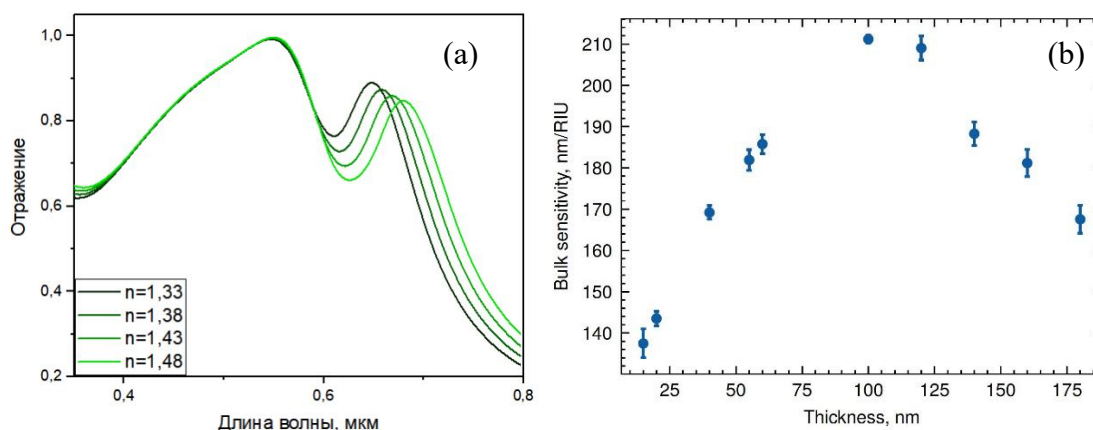 (a)
Отражение
1,0
0,8
0,6
0,4
0,2
n=1,33
n=1,38
n=1,43
n=1,48
0,4
0,6
0,8
Длина волны, мкм
(b)
Bulk sensitivity, nm/RIU
210
200
190
180
170
160
150
140
25
50
75
100
125
150
175
Thickness, nm